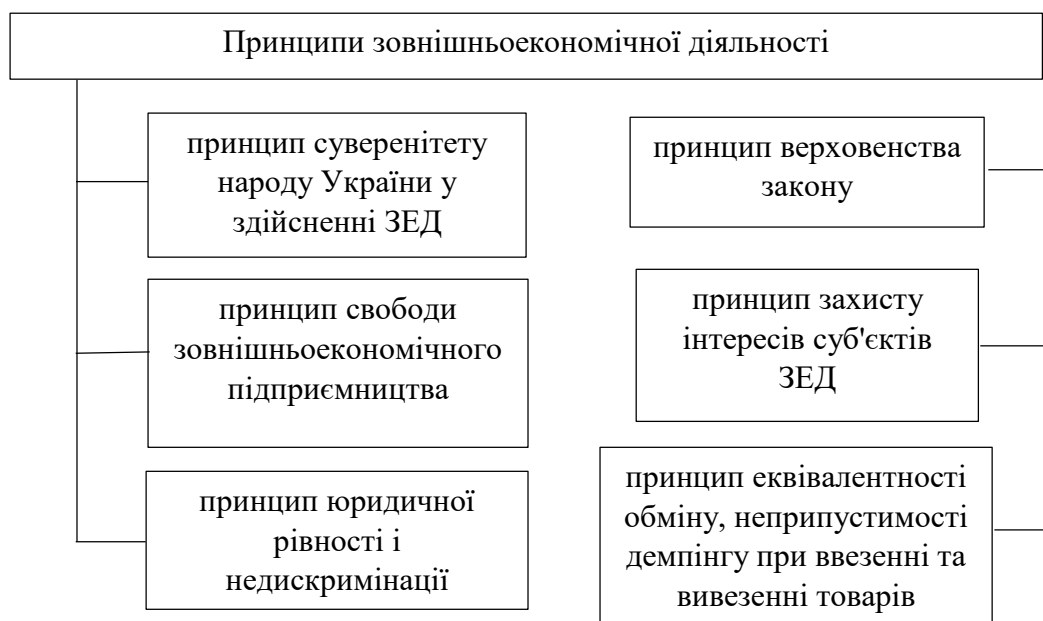 Принципи зовнішньоекономічної діяльності
принцип суверенітету
народу України у
здійсненні ЗЕД
принцип свободи
зовнішньоекономічного
підприємництва
принцип юридичної
рівності і
недискримінації
принцип верховенства
закону
принцип захисту
інтересів суб'єктів
ЗЕД
принцип еквівалентності
обміну, неприпустимості
демпінгу при ввезенні та
вивезенні товарів